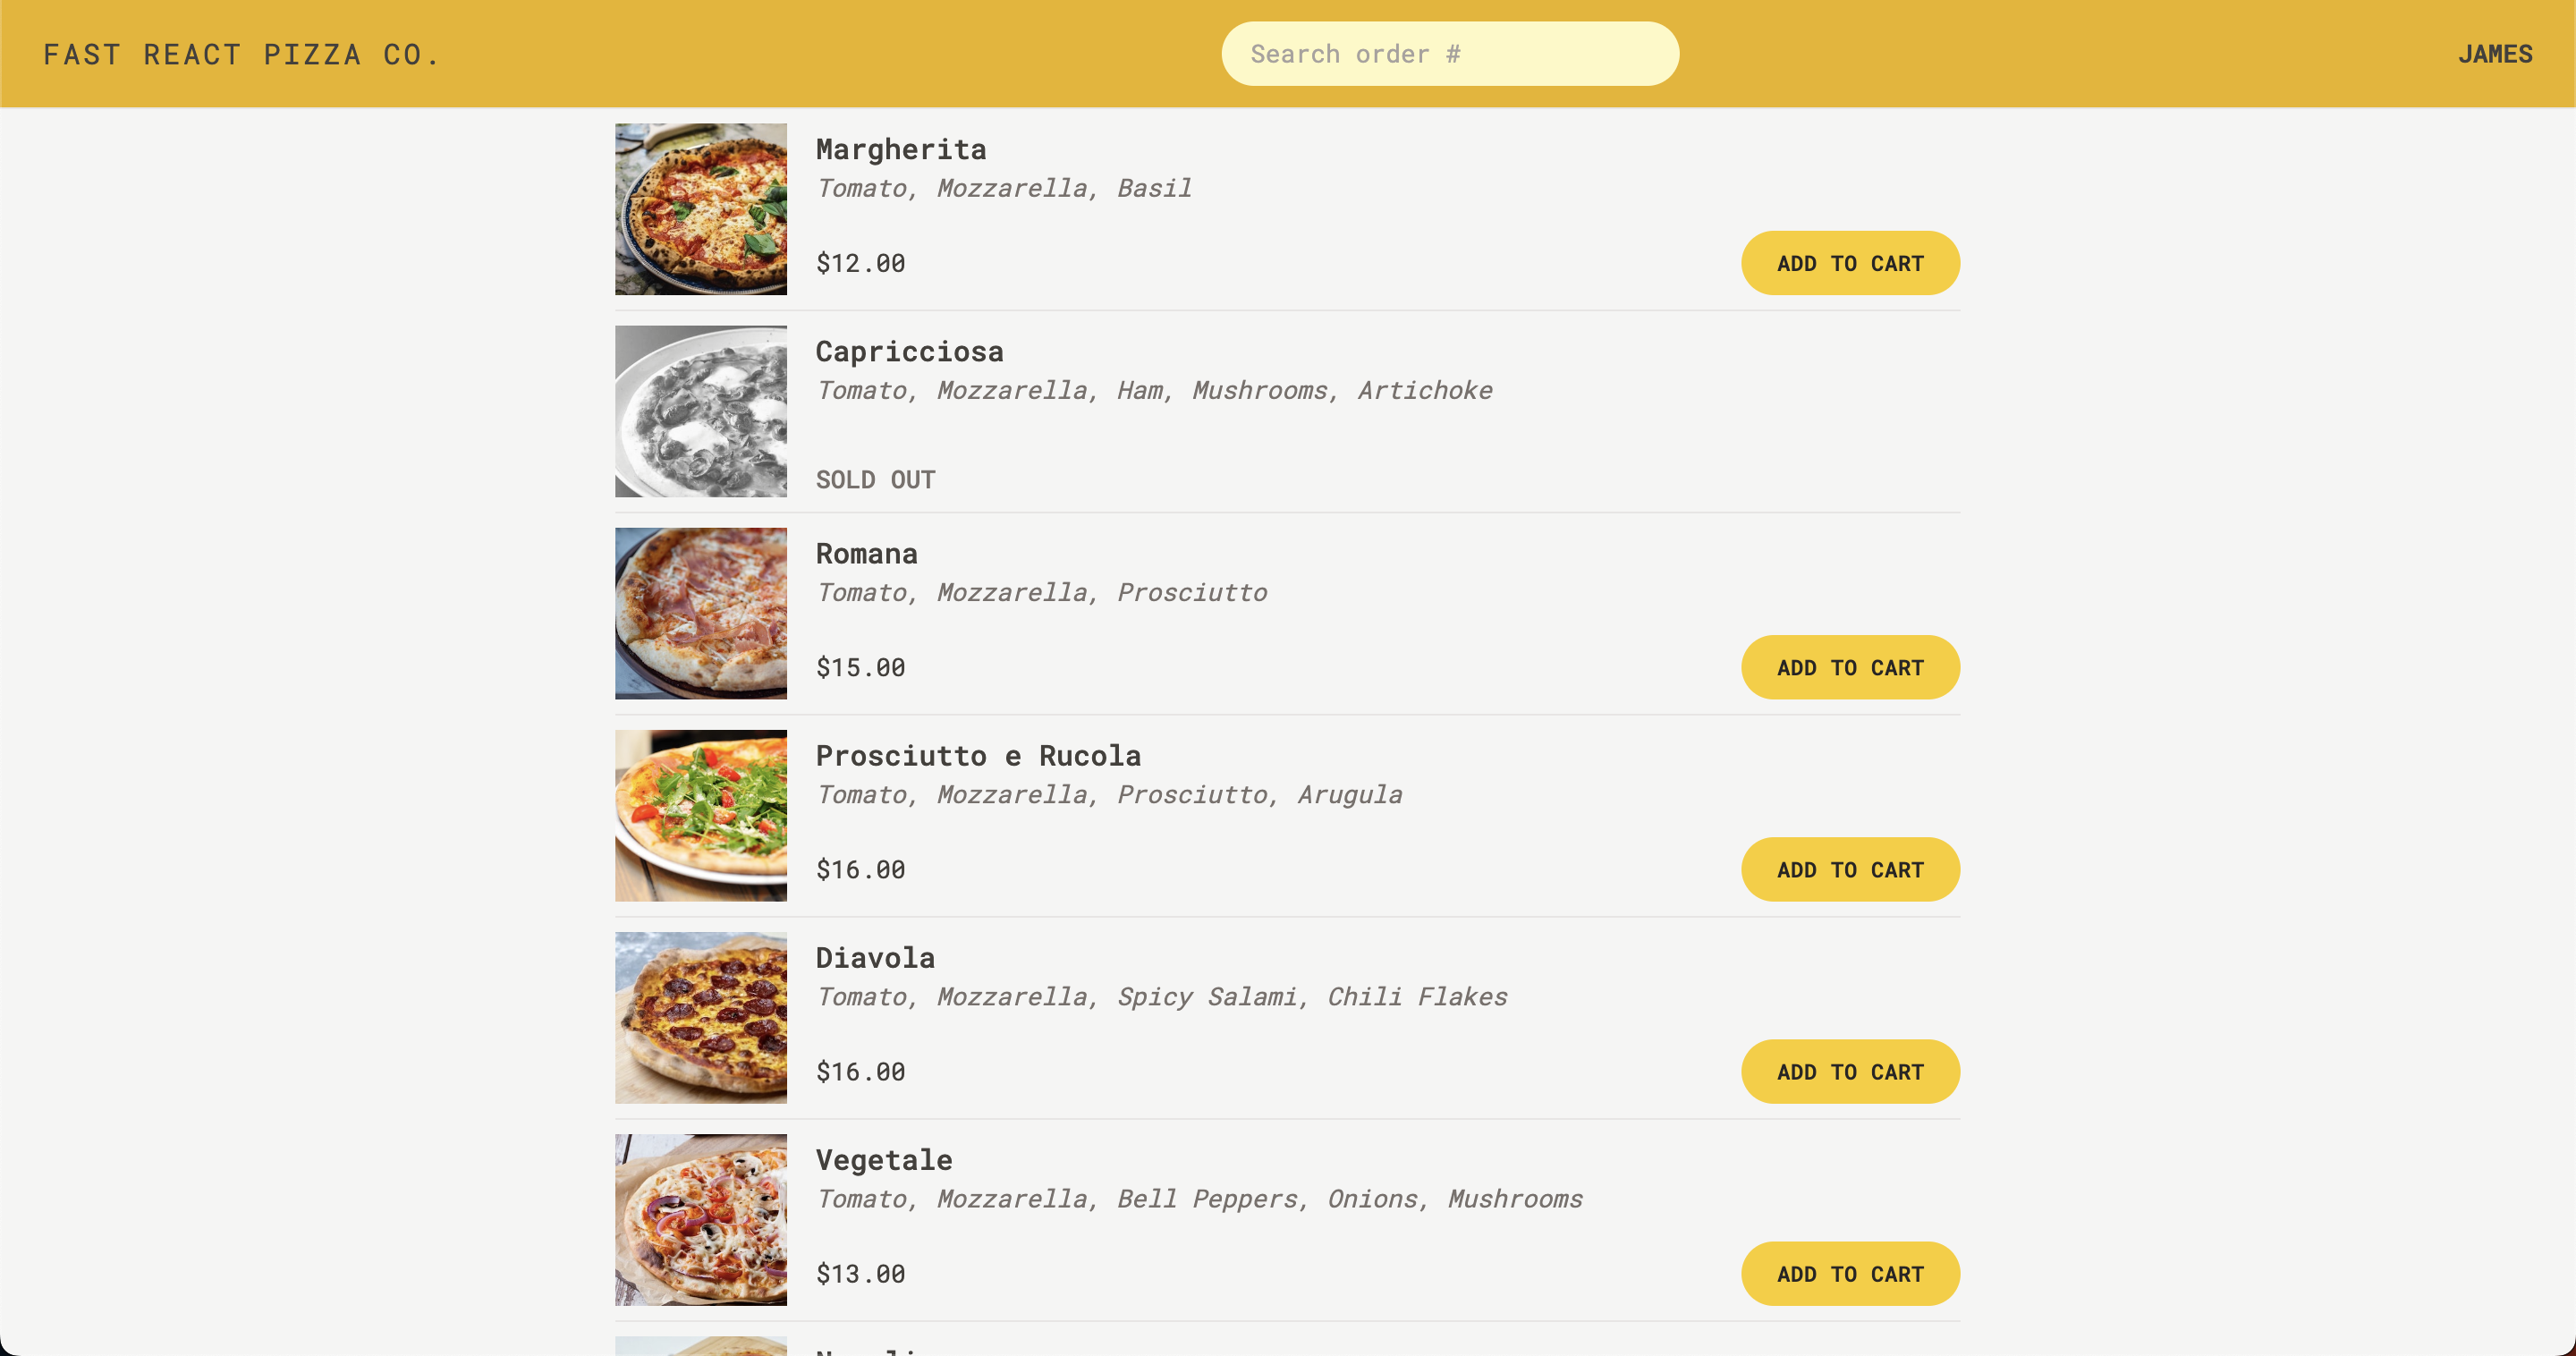 FAST REACT PIZZA CO.
Search order #
JAMES
Margherita
Tomato, Mozzarella, Basil
$12.00
ADD TO CART
Capricciosa
Tomato, Mozzarella, Ham, Mushrooms, Artichoke
SOLD OUT
Romana
Tomato, Mozzarella, Prosciutto
$15.00
ADD TO CART
Prosciutto e Rucola
Tomato, Mozzarella, Prosciutto, Arugula
$16.00
ADD TO CART
Diavola
Tomato, Mozzarella, Spicy Salami, Chili Flakes
$16.00
ADD TO CART
Vegetale
Tomato, Mozzarella, Bell Peppers, Onions, Mushrooms
$13.00
ADD TO CART